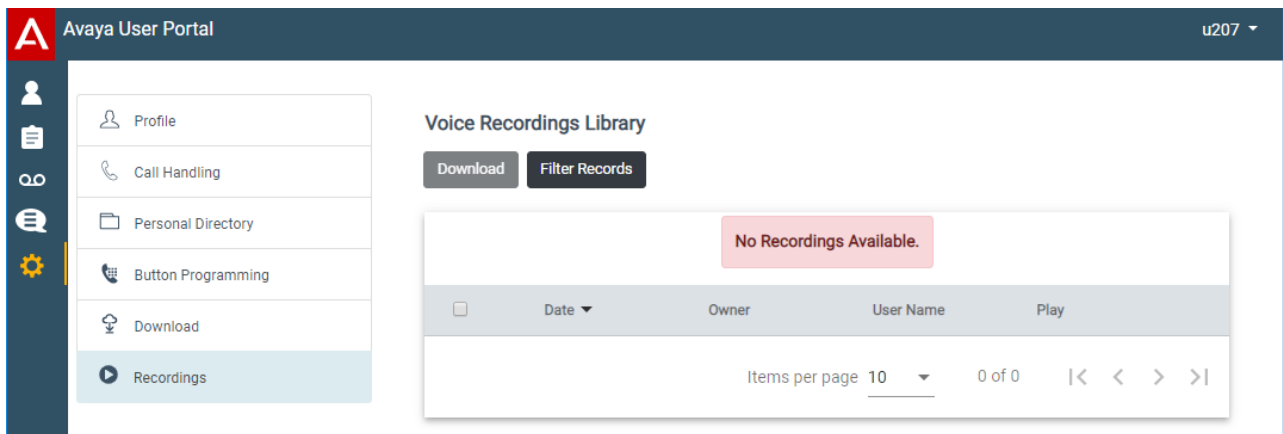 Avaya User Portal
u207
Profile
Call Handling
Personal Directory
Button Programming
Download
Recordings
Voice Recordings Library
Download Filter Records
No Recordings Available.
Date Owner User Name Play
Items per page 10 0 of 0